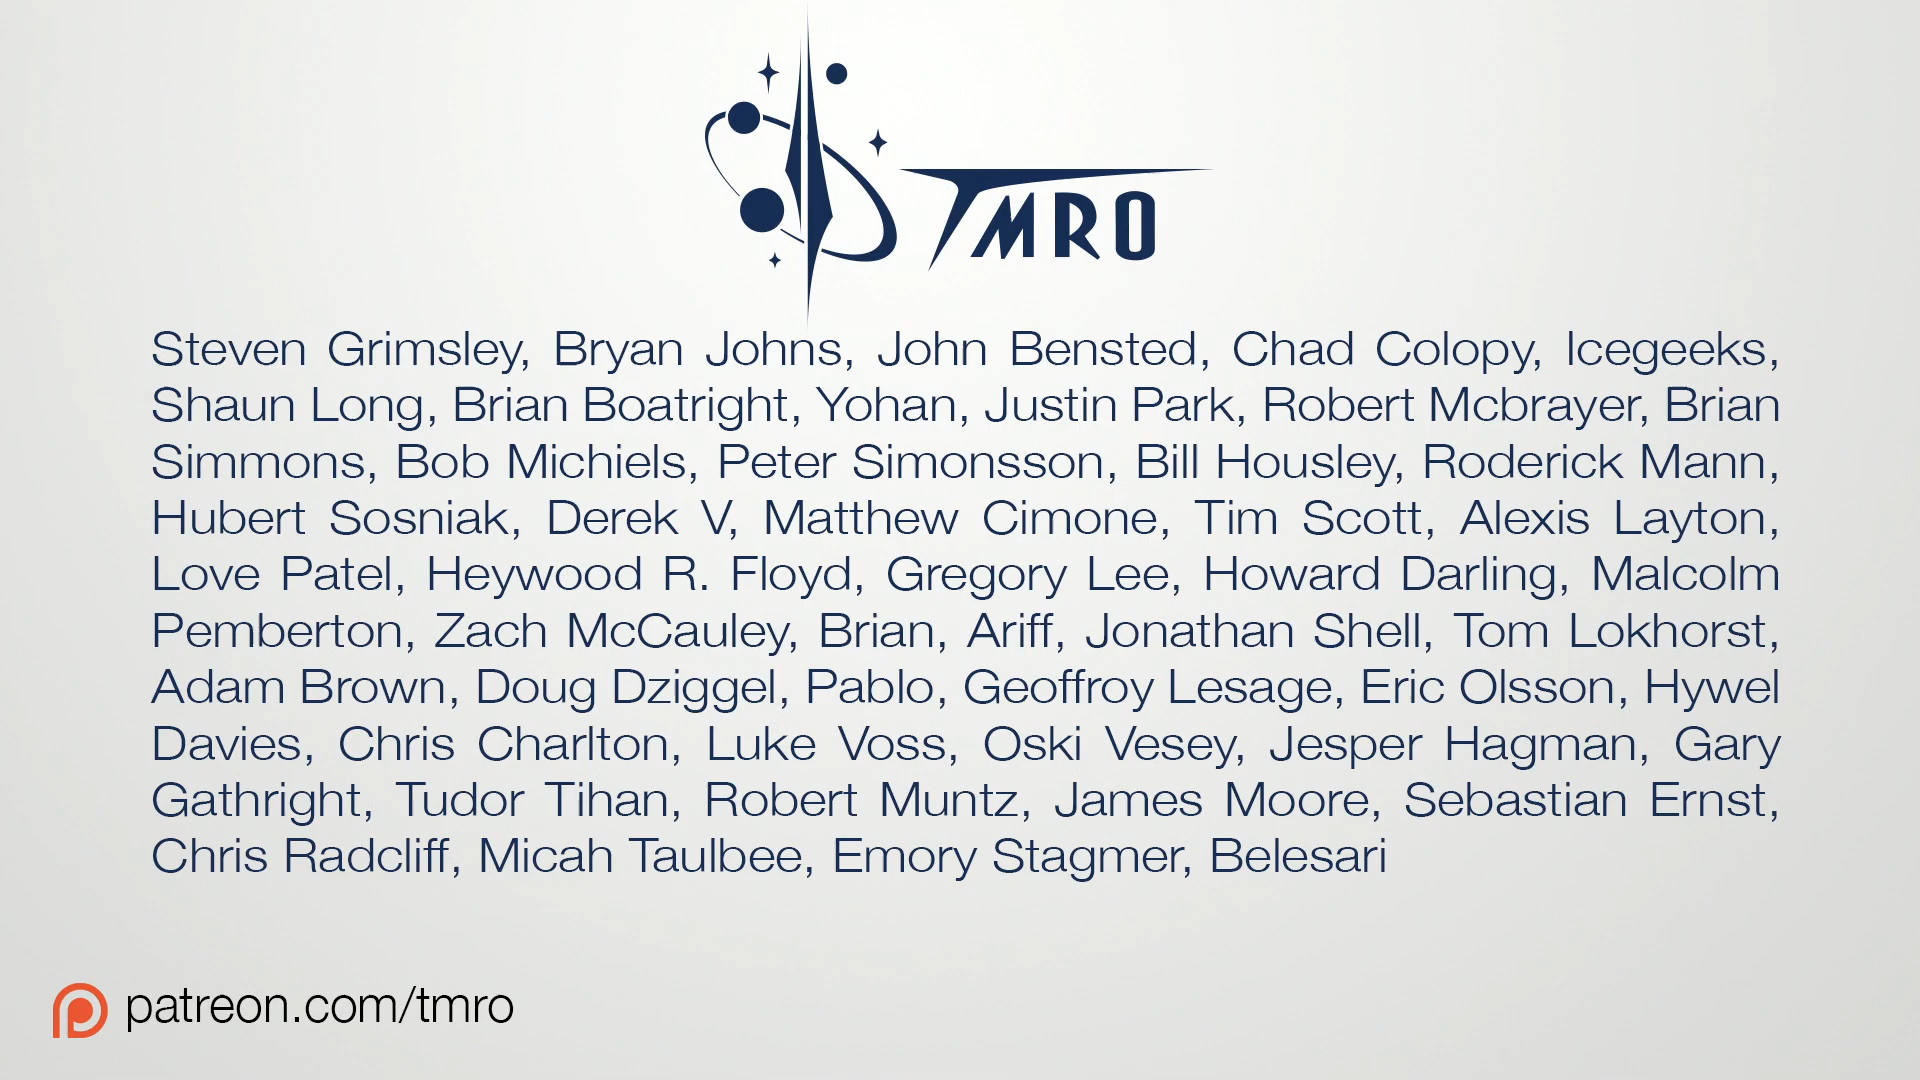 TMRO
Steven Grimsley, Bryan Johns, John Bensted, Chad Colopy, Icegeeks,
Shaun Long, Brian Boatright, Yohan, Justin Park, Robert Mcbrayer, Brian
Simmons, Bob Michiels, Peter Simonsson, Bill Housley, Roderick Mann,
Hubert Sosniak, Derek V, Matthew Cimone, Tim Scott, Alexis Layton,
Love Patel, Heywood R. Floyd, Gregory Lee, Howard Darling, Malcolm
Pemberton, Zach McCauley, Brian, Ariff, Jonathan Shell, Tom Lokhorst,
Adam Brown, Doug Dziggel, Pablo, Geoffroy Lesage, Eric Olsson, Hywel
Davies, Chris Charlton, Luke Voss, Oski Vesey, Jesper Hagman, Gary
Gathright, Tudor Tihan, Robert Muntz, James Moore, Sebastian Ernst,
Chris Radcliff, Micah Taulbee, Emory Stagmer, Belesari
patreon.com/tmro